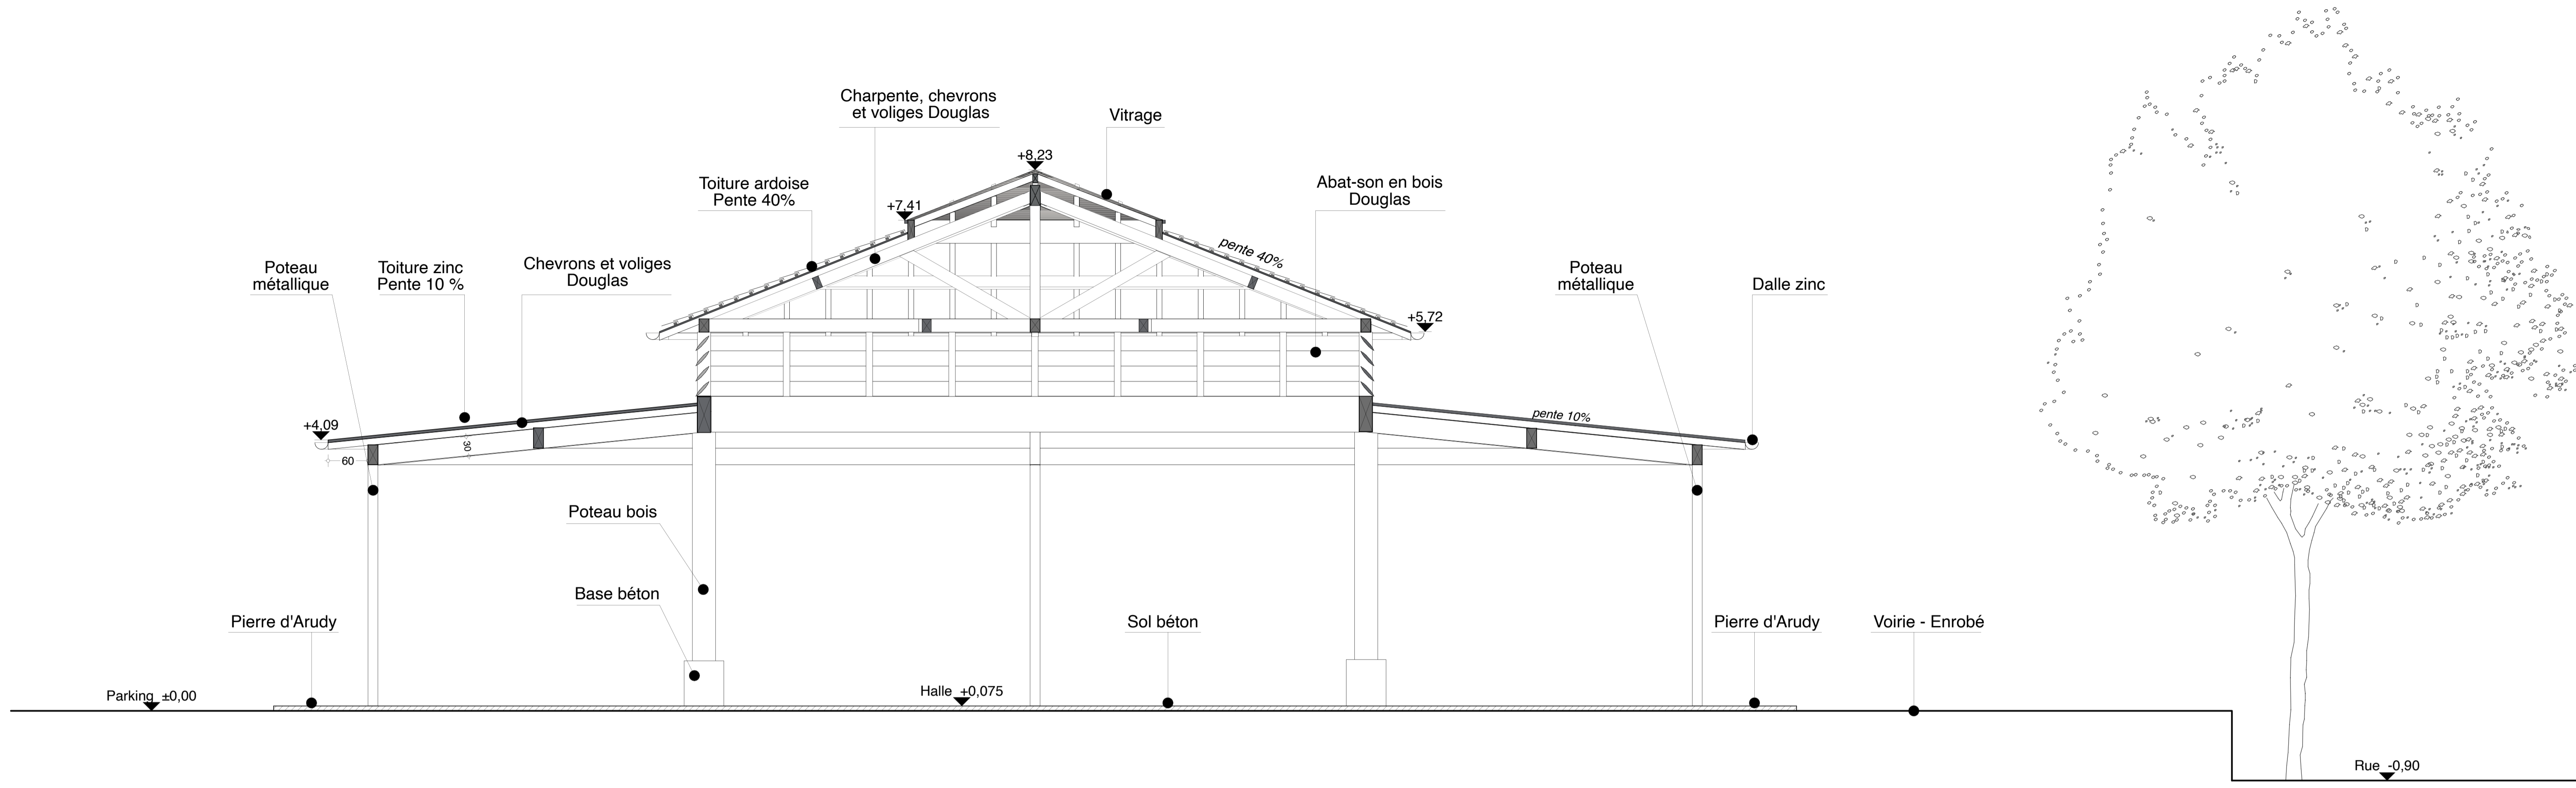 Charpente, chevrons
et voliges Douglas
Vitrage
+8,23
Toiture ardoise
Pente 40%
Abat-son en bois
Douglas
+7,41
pente 40%
Poteau
métallique
Toiture zinc
Pente 10 %
Chevrons et voliges
Douglas
Poteau
métallique
Dalle zinc
+5,72
+4,09
pente 10%
30
60
Poteau bois
Base béton
Pierre d'Arudy
Sol béton
Pierre d'Arudy
Voirie - Enrobé
Parking ±0,00
Halle +0,075
Rue -0,90